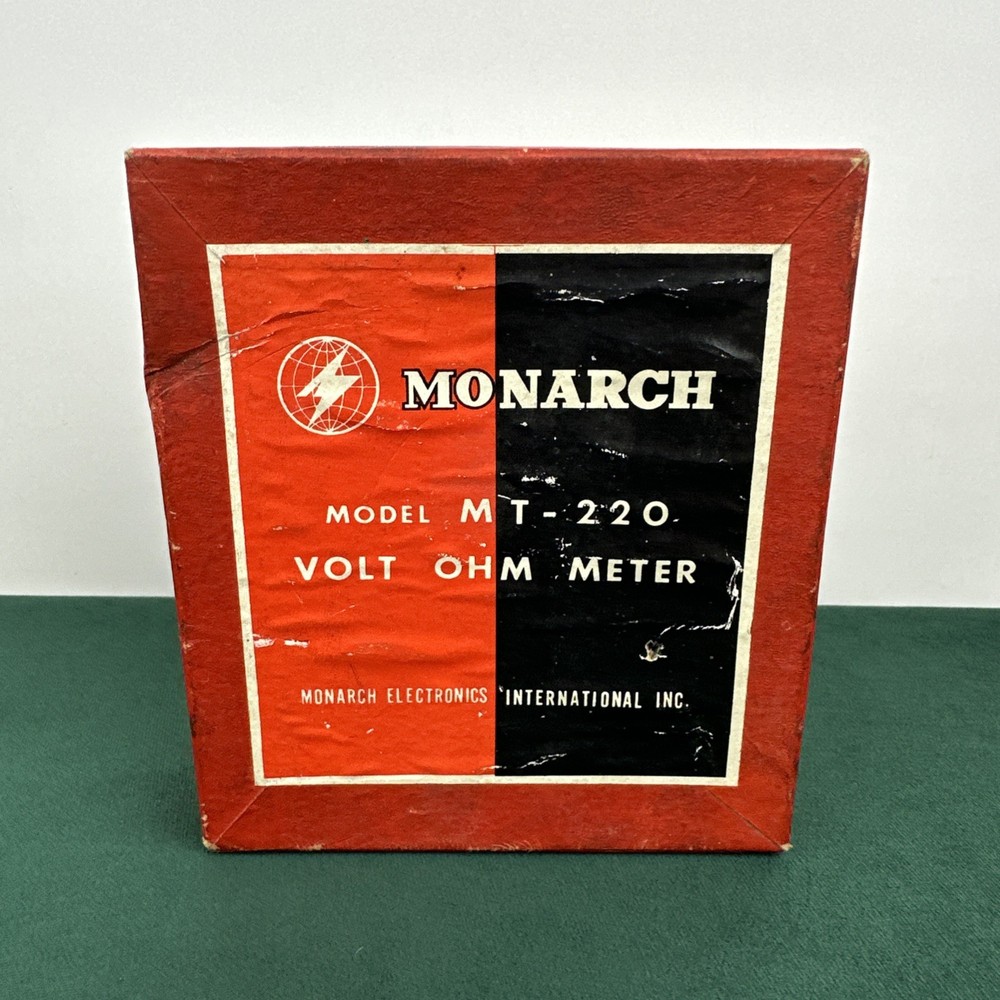 MONARCH
MODEL MT-220
VOLT OHM METER
MONARCH ELECTRONICS INTERNATIONAL INC.